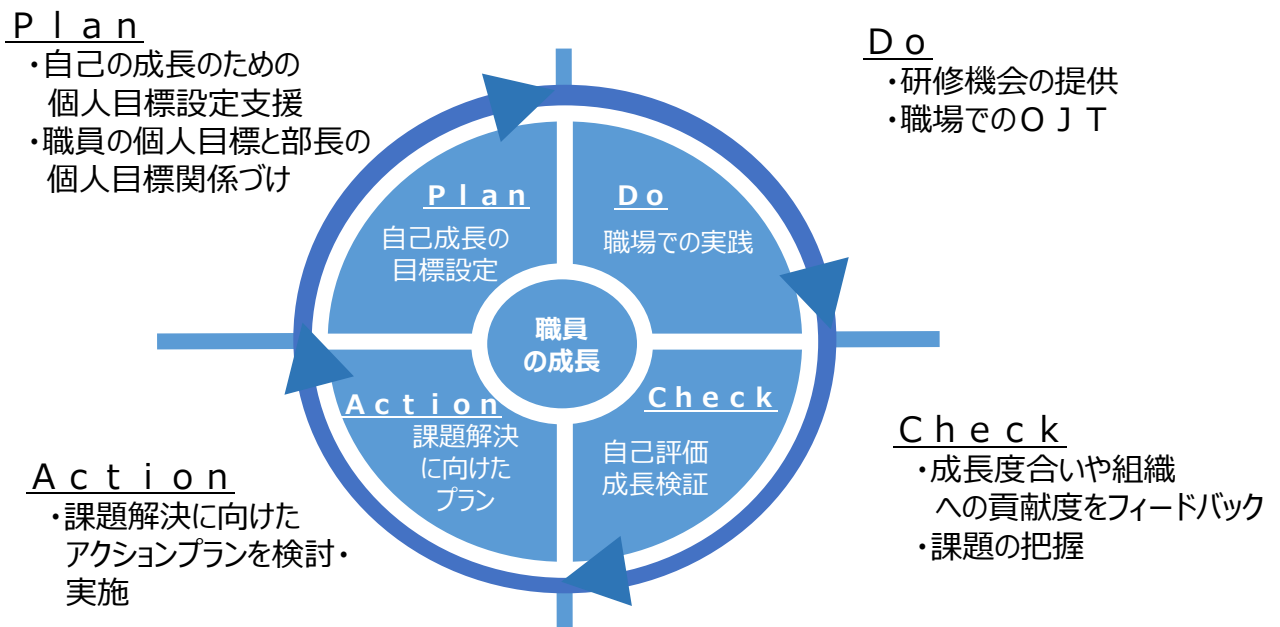 Ｐｌａｎ
・自己の成長のための
個人目標設定支援
・職員の個人目標と部長の
個人目標関係づけ
Ｄｏ
・研修機会の提供
・職場でのＯＪＴ
Ｐｌａｎ
自己成長の
目標設定
Ｄｏ
職場での実践
職員
の成長
Ａｃｔｉｏｎ
課題解決
に向けた
プラン
Ｃｈｅｃｋ
自己評価
成長検証
Ａｃｔｉｏｎ
・課題解決に向けた
アクションプランを検討・
実施
Ｃｈｅｃｋ
・成長度合いや組織
への貢献度をフィードバック
・課題の把握